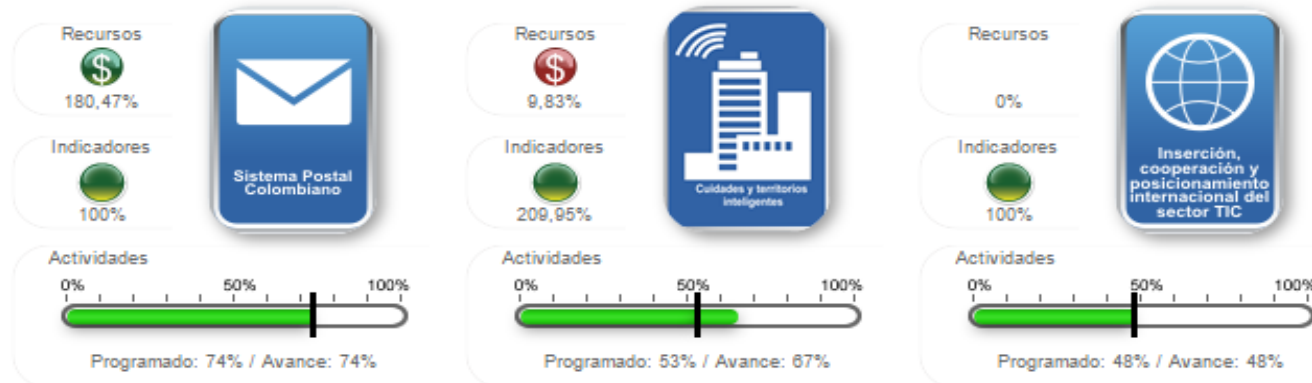 Recursos
$
180,47%
Indicadores
100%
Sistema Postal
Colombiano
Actividades
0% 50% 100%
Programado: 74% / Avance: 74%
Recursos
$
9,83%
Indicadores
209,95%
Cuidades y territorios
inteligentes
Actividades
0% 50% 100%
Programado: 53% / Avance: 67%
Recursos
0%
Indicadores
100%
Inserción,
cooperación y
posicionamiento
internacional del
sector TIC
Actividades
0% 50% 100%
Programado: 48% / Avance: 48%